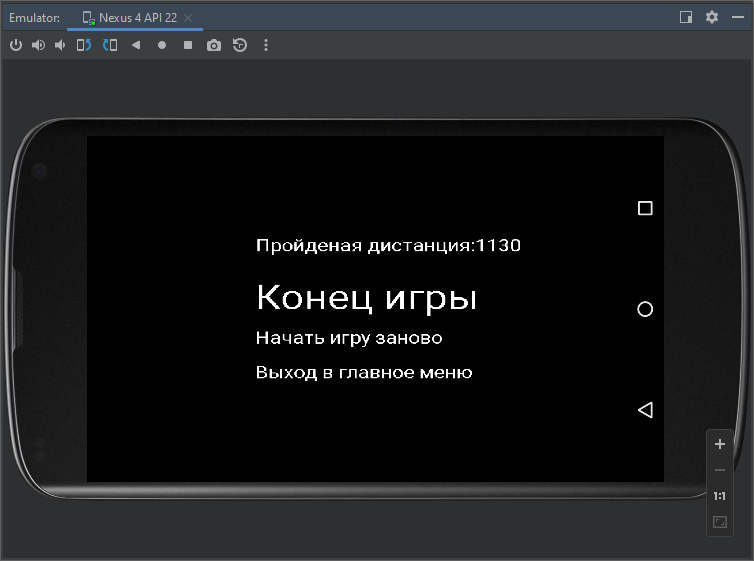 Emulator: Nexus 4 API 22
Пройденая дистанция:1130
Конец игры
Начать игру заново
Выход в главное меню
1:1